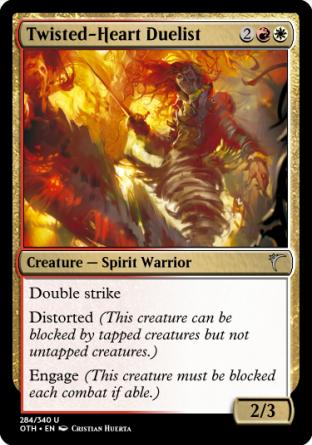 Twisted-Heart Duelist 2
Creature — Spirit Warrior
Double strike
Distorted (This creature can be
blocked by tapped creatures but not
untapped creatures.)
Engage (This creature must be blocked
each combat if able.)
2/3
284/340 U
OTH • EN Cristian Huerta